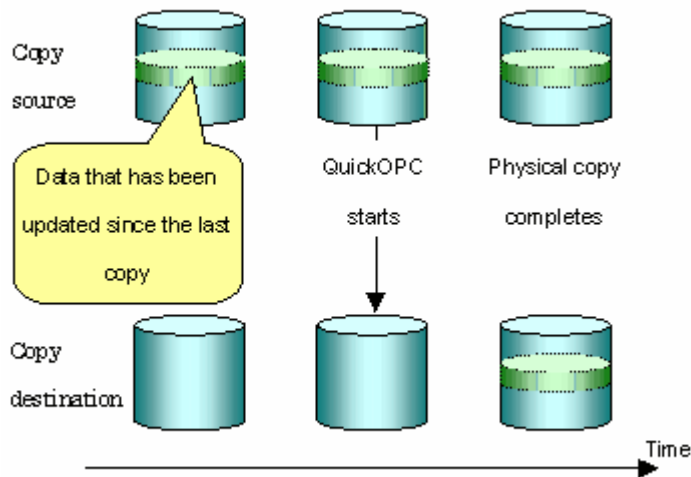 Copy
source
Data that has been
updated since the last
copy
QuickOPC
starts
Physical copy
completes
Copy
destination
Time